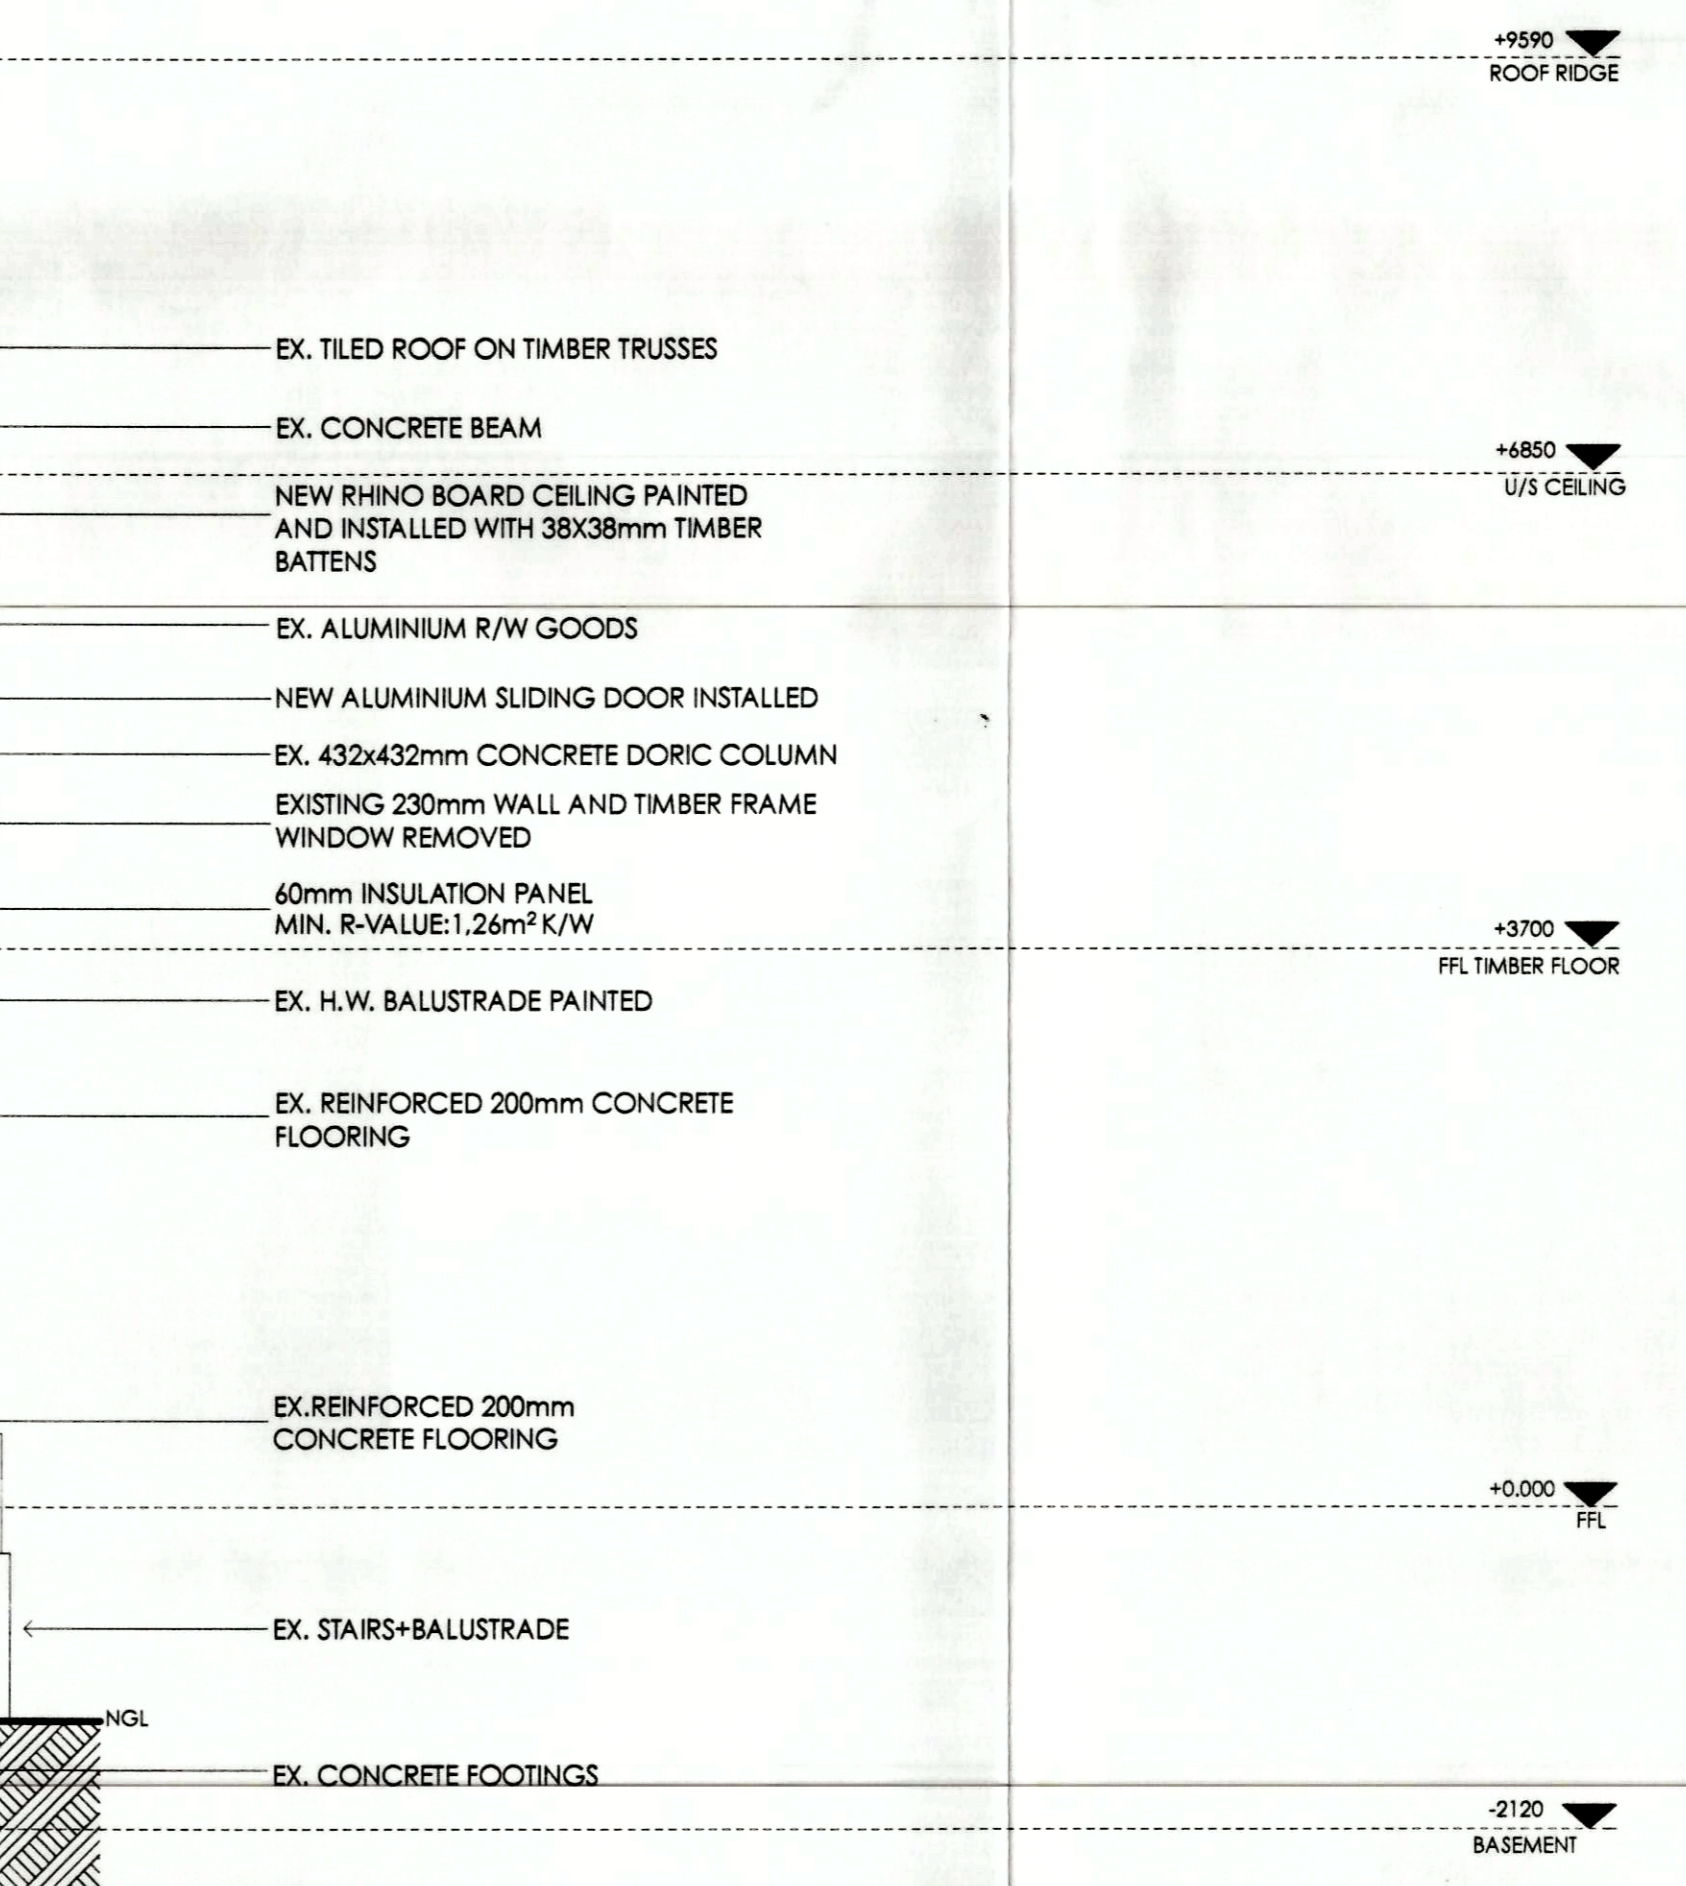 +9590
ROOF RIDGE
EX. TILED ROOF ON TIMBER TRUSSES
EX. CONCRETE BEAM
+6850
U/S CEILING
NEW RHINO BOARD CEILING PAINTED
AND INSTALLED WITH 38X38mm TIMBER
BATTENS
EX. ALUMINIUM R/W GOODS
NEW ALUMINIUM SLIDING DOOR INSTALLED
EX. 432x432mm CONCRETE DORIC COLUMN
EXISTING 230mm WALL AND TIMBER FRAME
WINDOW REMOVED
60mm INSULATION PANEL
MIN. R-VALUE:1,26m² K/W
+3700
FFL TIMBER FLOOR
EX. H.W. BALUSTRADE PAINTED
EX. REINFORCED 200mm CONCRETE
FLOORING
EX.REINFORCED 200mm
CONCRETE FLOORING
+0.000
FFL
EX. STAIRS+BALUSTRADE
NGL
EX. CONCRETE FOOTINGS
-2120
BASEMENT